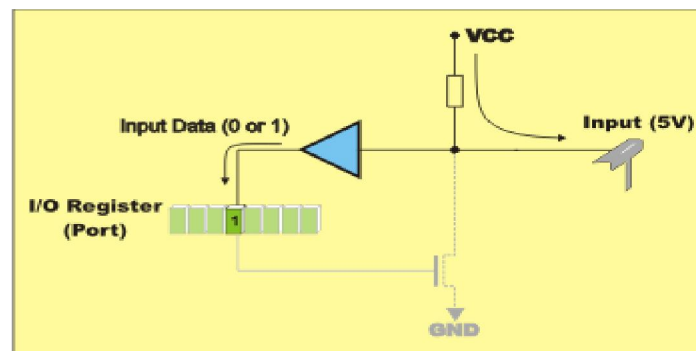 VCC
Input (5V)
Input Data (0 or 1)
I/O Register
(Port)
1
GND